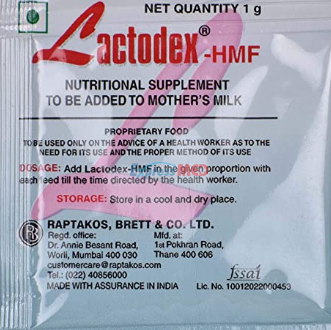 NET QUANTITY 1 g
Lactodex®-HMF
NUTRITIONAL SUPPLEMENT
TO BE ADDED TO MOTHER'S MILK
PROPRIETARY FOOD
TO BE USED ONLY ON THE ADVICE OF A HEALTH WORKER AS TO THE
NEED FOR ITS USE AND THE PROPER METHOD OF ITS USE
DOSAGE: Add Lactodex-HMF in the given proportion with
each feed till the time directed by the health worker.
STORAGE: Store in a cool and dry place.
RAPTAKOS, BRETT & CO. LTD.
Regd. office: Mfd. at:
Dr. Annie Besant Road, 1st Pokhran Road,
Worli, Mumbai 400 030 Thane 400 606
customercare@raptakos.com
Tel.: (022) 40856000 fssai
MADE WITH ASSURANCE IN INDIA Lic. No. 10012022000453